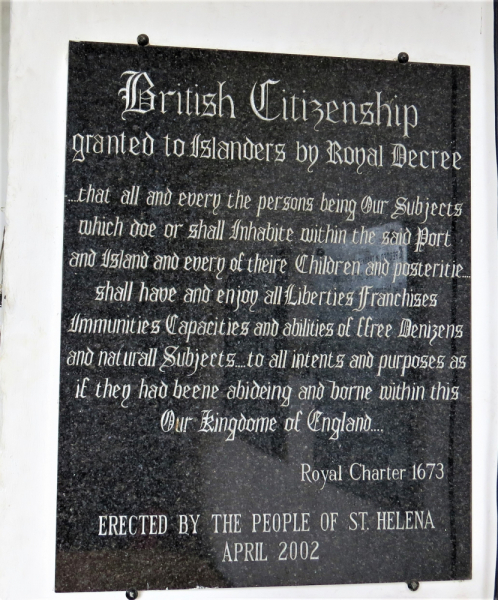 British Citizenship
granted to Islanders by Royal Decree
....that all and every the persons being Our Subjects
which doe or shall Inhabite within the said Port
and Island and every of theire Children and posteritie....
shall have and enjoy all Liberties Franchises
Immunities Capacities and abilities of ffree Denizens
and naturall Subjects....to all intents and purposes as
if they had beene abideing and borne within this
Our Kingdome of England....
Royal Charter 1673
ERECTED BY THE PEOPLE OF ST. HELENA
APRIL 2002